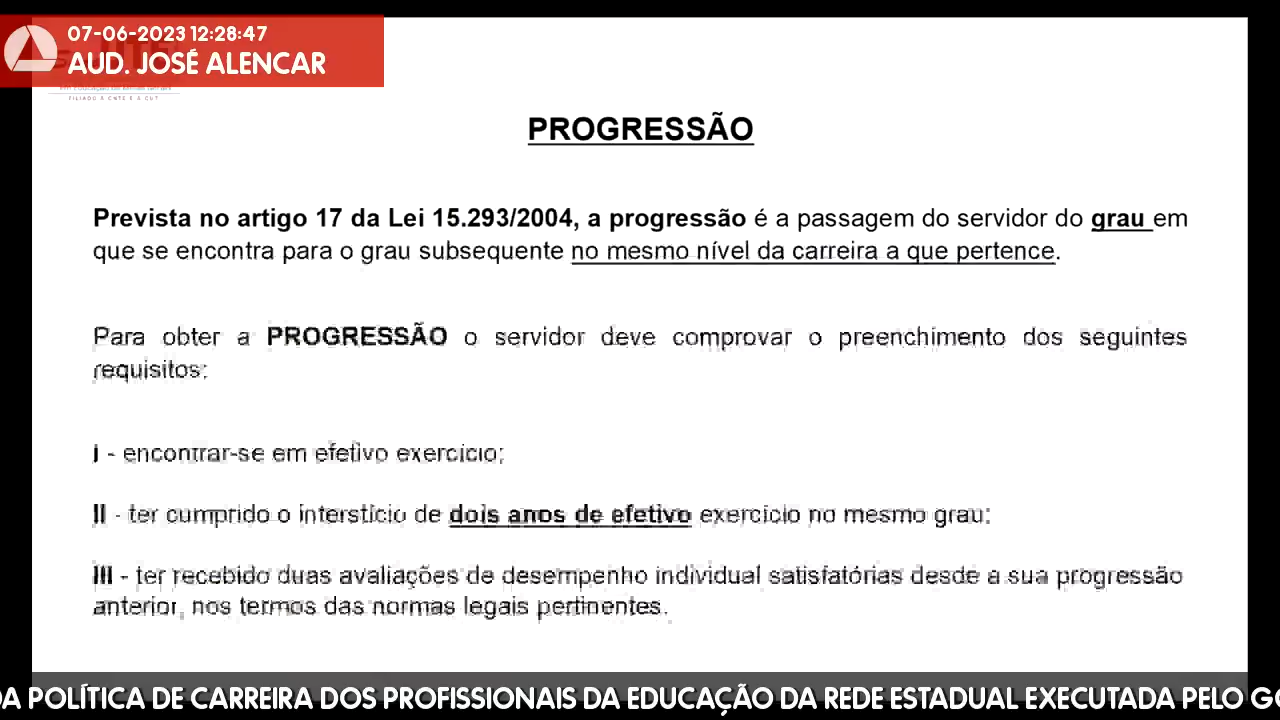 07-06-2023 12:28:47
AUD. JOSÉ ALENCAR
FILIADO À CNTE E À CUT
PROGRESSÃO
Prevista no artigo 17 da Lei 15.293/2004, a progressão é a passagem do servidor do grau em
que se encontra para o grau subsequente no mesmo nível da carreira a que pertence.
Para obter a PROGRESSÃO o servidor deve comprovar o preenchimento dos seguintes
requisitos:
I - encontrar-se em efetivo exercício;
II - ter cumprido o interstício de dois anos de efetivo exercício no mesmo grau;
III - ter recebido duas avaliações de desempenho individual satisfatórias desde a sua progressão
anterior, nos termos das normas legais pertinentes.
DA POLÍTICA DE CARREIRA DOS PROFISSIONAIS DA EDUCAÇÃO DA REDE ESTADUAL EXECUTADA PELO GO